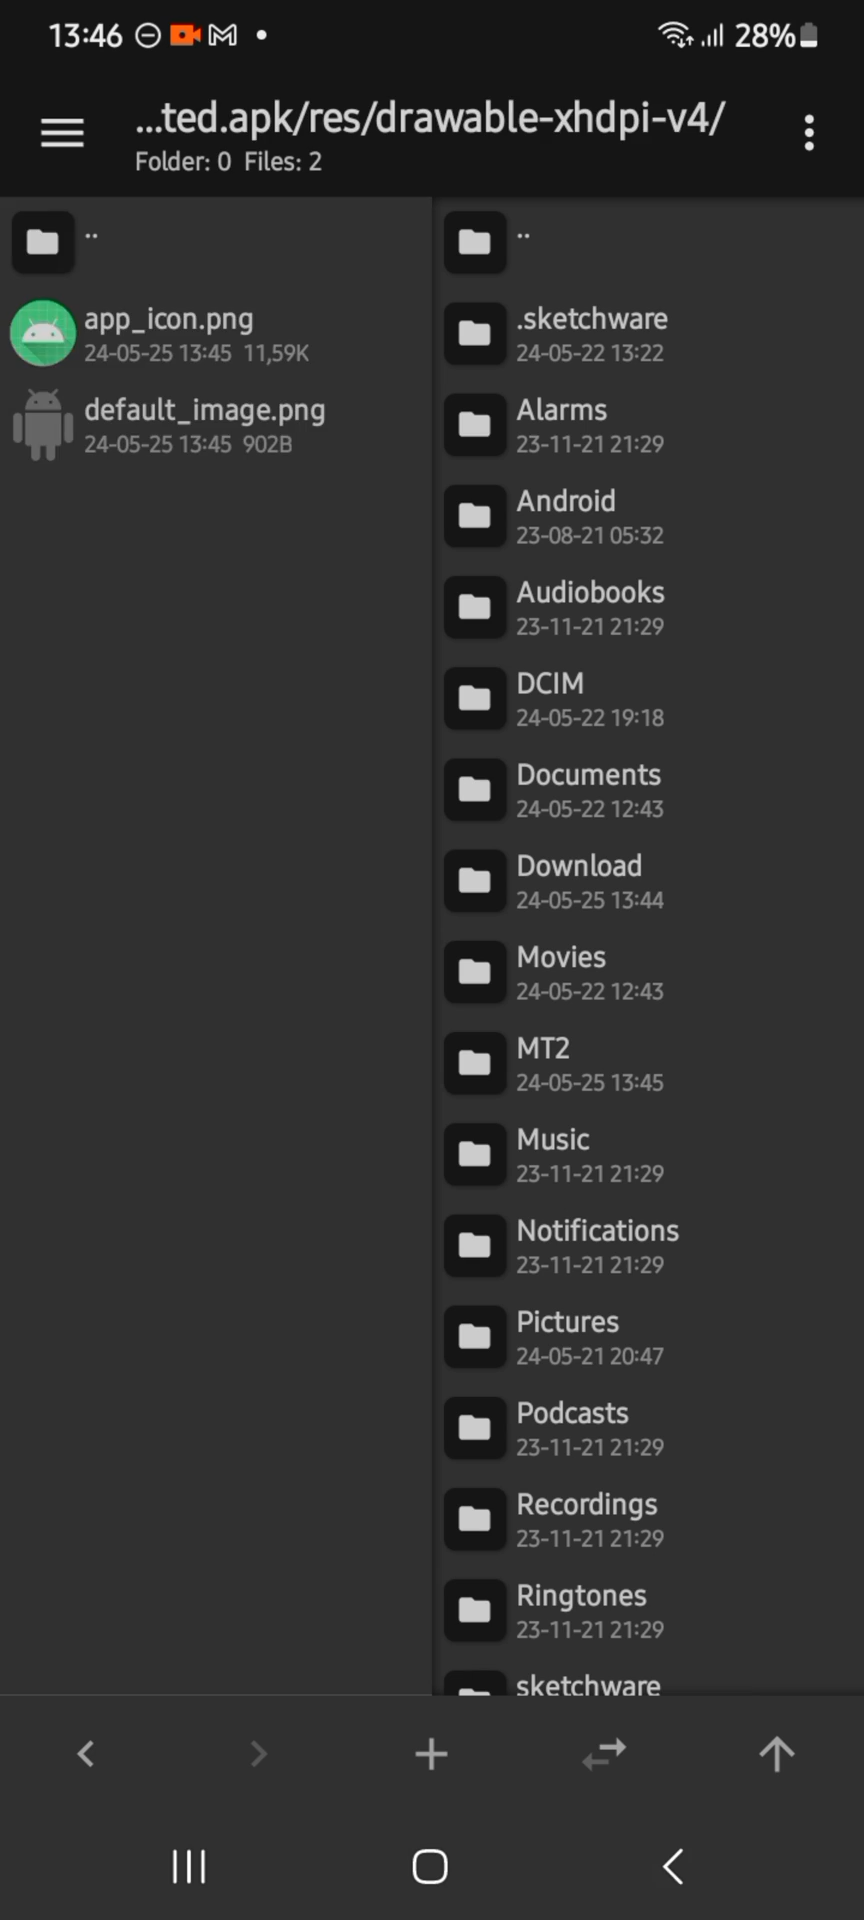 13:46
28%
...ted.apk/res/drawable-xhdpi-v4/
Folder: 0 Files: 2
..
app_icon.png
24-05-25 13:45 11,59K
default_image.png
24-05-25 13:45 902B
..
.sketchware
24-05-22 13:22
Alarms
23-11-21 21:29
Android
23-08-21 05:32
Audiobooks
23-11-21 21:29
DCIM
24-05-22 19:18
Documents
24-05-22 12:43
Download
24-05-25 13:44
Movies
24-05-22 12:43
MT2
24-05-25 13:45
Music
23-11-21 21:29
Notifications
23-11-21 21:29
Pictures
24-05-21 20:47
Podcasts
23-11-21 21:29
Recordings
23-11-21 21:29
Ringtones
23-11-21 21:29
sketchware